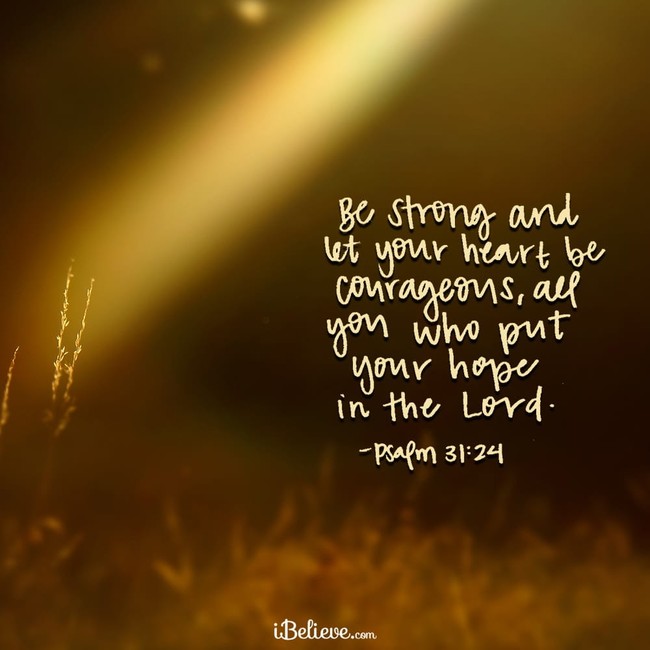 Be strong and
let your heart be
courageous, all
you who put
your hope
in the Lord.
-Psalm 31:24
iBelieve.com